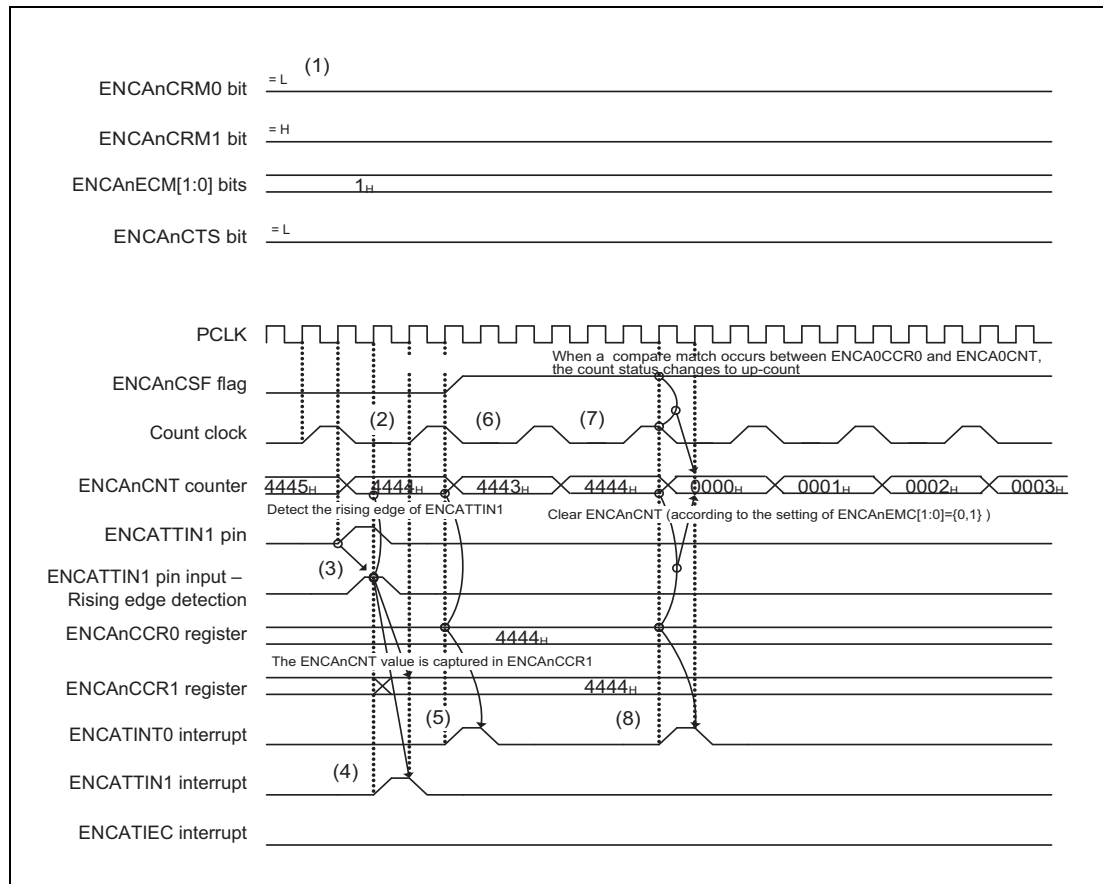 ENCAnCRM0 bit = L (1)
ENCAnCRM1 bit = H
ENCAnECM[1:0] bits 1H
ENCAnCTS bit = L
PCLK
When a compare match occurs between ENCA0CCR0 and ENCA0CNT,
the count status changes to up-count
ENCAnCSF flag
Count clock (2) (6) (7)
ENCAnCNT counter 4445H 4444H 4443H 4444H 0000H 0001H 0002H 0003H
Detect the rising edge of ENCATTIN1 Clear ENCAnCNT (according to the setting of ENCAnEMC[1:0]={0,1} )
ENCATTIN1 pin
ENCATTIN1 pin input – (3)
Rising edge detection
ENCAnCCR0 register 4444H
The ENCAnCNT value is captured in ENCAnCCR1
ENCAnCCR1 register 4444H
ENCATINT0 interrupt (5) (8)
ENCATTIN1 interrupt (4)
ENCATIEC interrupt